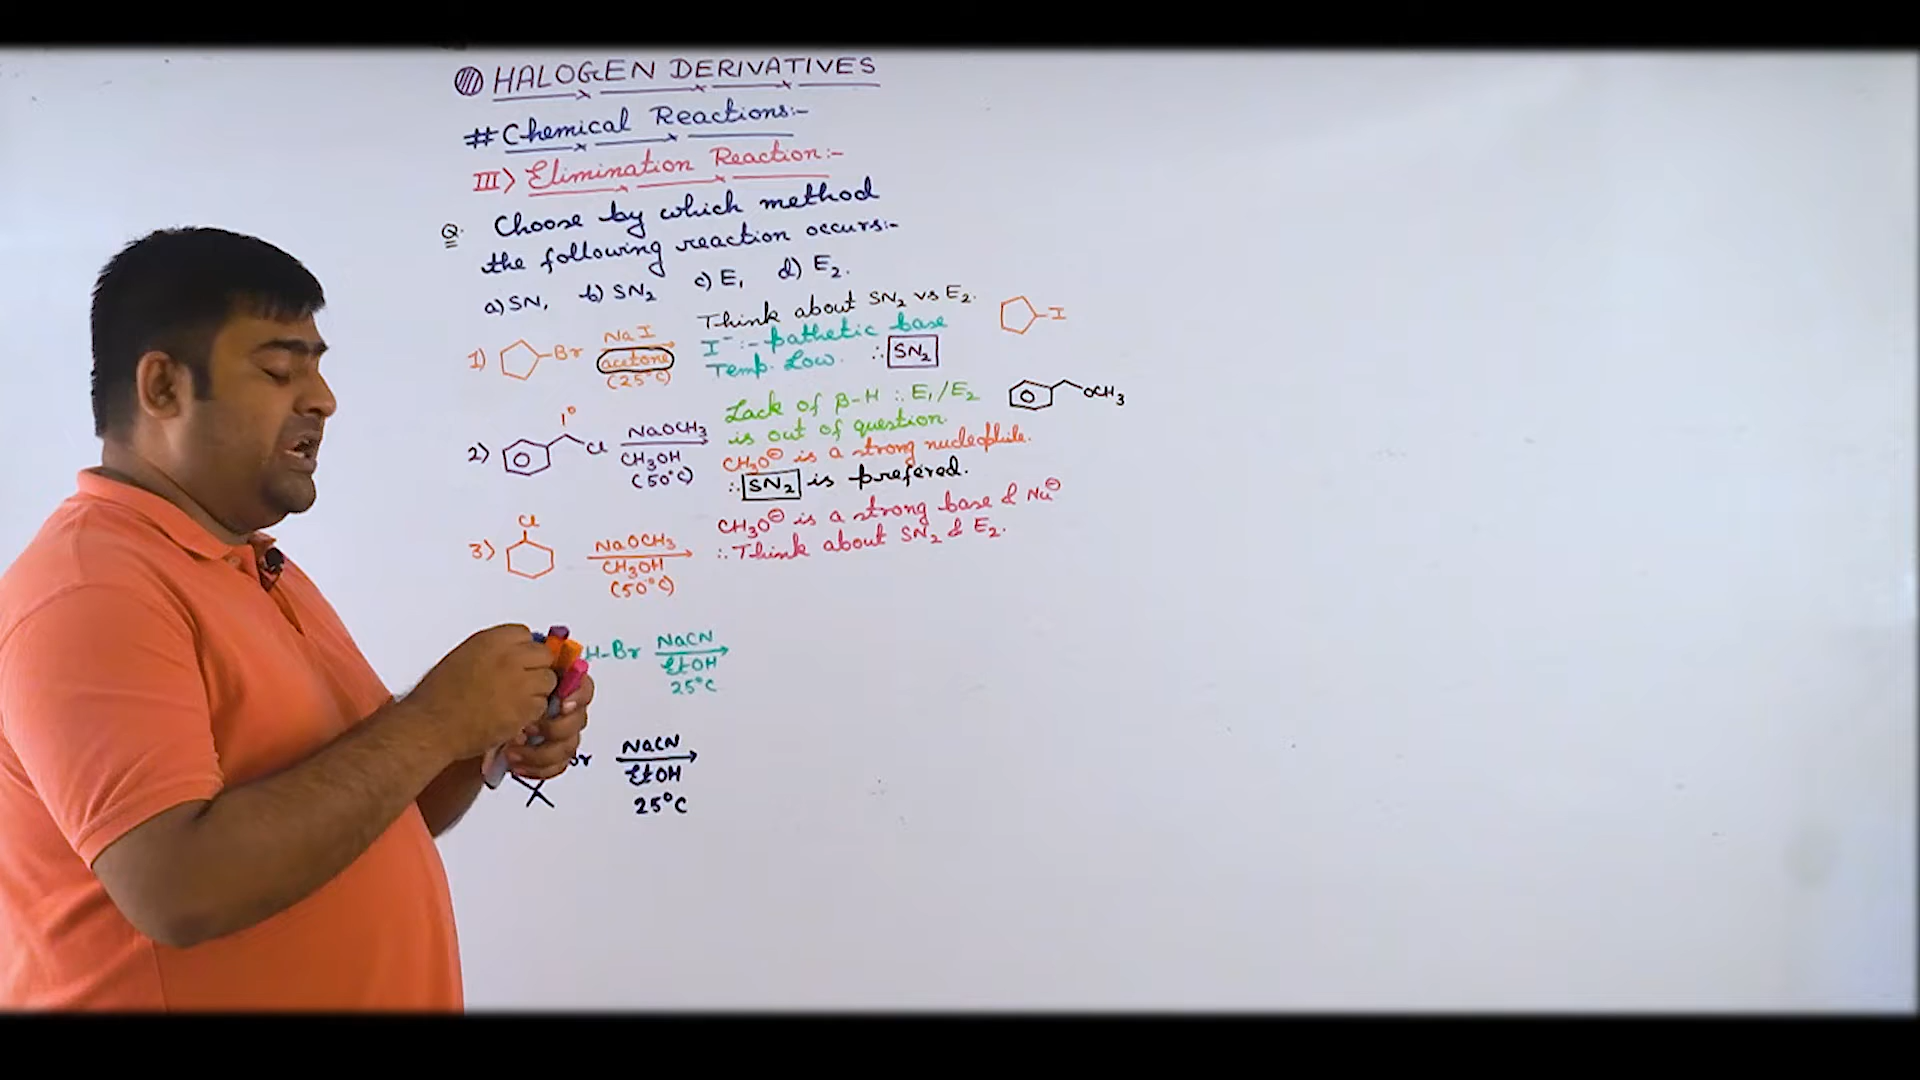 HALOGEN DERIVATIVES
# Chemical Reactions:-
III) Elimination Reaction:-
Q. Choose by which method
the following reaction occurs:-
a) SN1 b) SN2 c) E1 d) E2.
1) Br NaI acetone (25°C)
Think about SN2 vs E2.
I⁻:- pathetic base
Temp. Low. ∴ SN2
I
2) 1° Cl NaOCH3 CH3OH (50°C)
Lack of β-H ∴ E1/E2
is out of question.
CH3O⊖ is a strong nucleophile.
∴ SN2 is prefered.
OCH3
3) Cl NaOCH3 CH3OH (50°C)
CH3O⊖ is a strong base & Nu⊖
∴ Think about SN2 & E2.
H-Br NaCN EtOH 25°C
NaCN EtOH 25°C